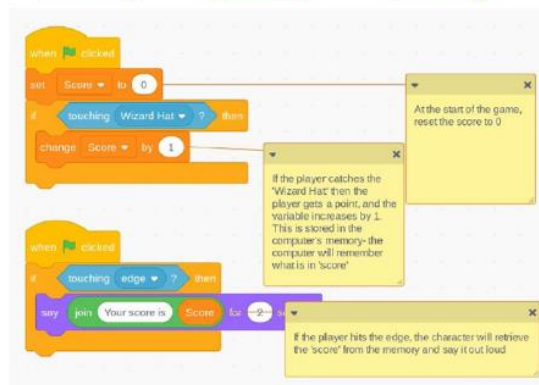 when clicked
set Score to 0
if touching Wizard Hat ? then
change Score by 1
At the start of the game,
reset the score to 0
If the player catches the
'Wizard Hat' then the
player gets a point, and the
variable increases by 1.
This is stored in the
computer's memory- the
computer will remember
what is in 'score'
when clicked
if touching edge ? then
say join Your score is Score for 2
If the player hits the edge, the character will retrieve
the 'score' from the memory and say it out loud